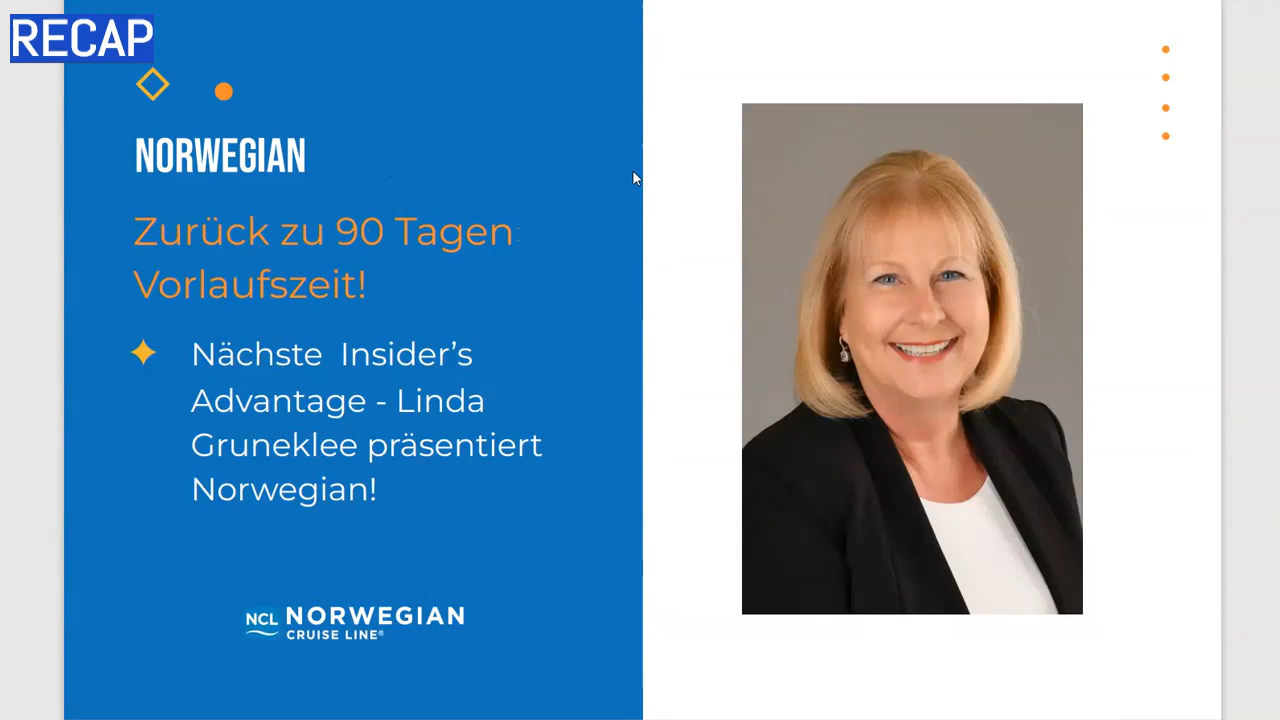 RECAP
NORWEGIAN
Zurück zu 90 Tagen
Vorlaufszeit!
Nächste Insider’s
Advantage - Linda
Gruneklee präsentiert
Norwegian!
NCL NORWEGIAN
CRUISE LINE®